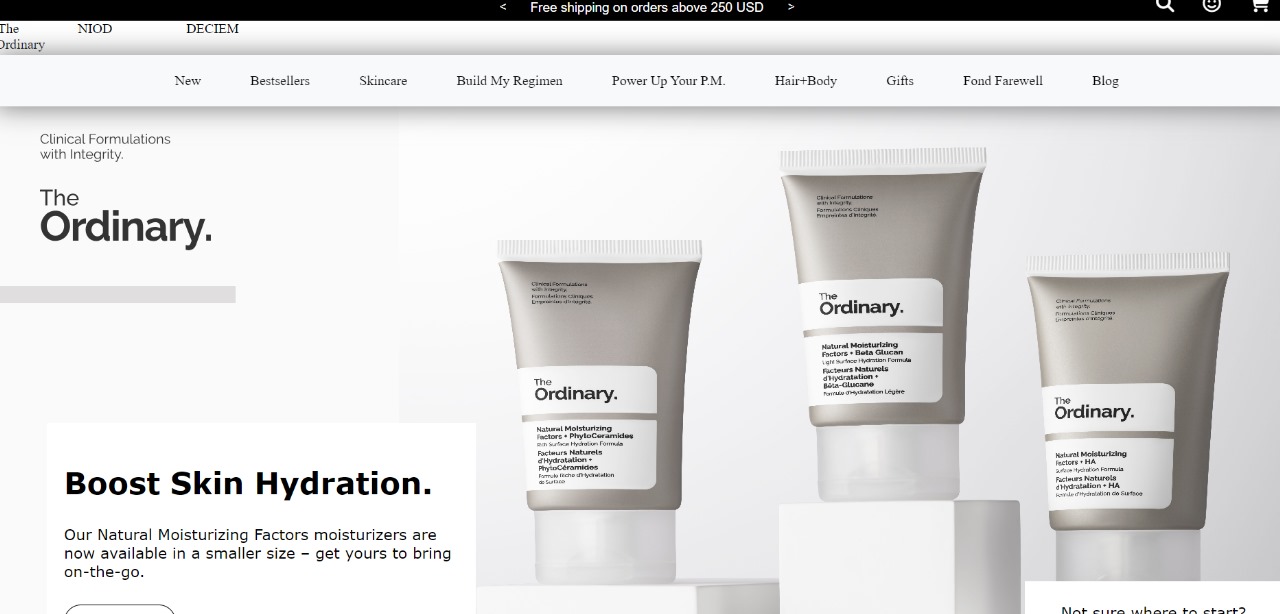 < Free shipping on orders above 250 USD >
The
Ordinary
NIOD
DECIEM
New
Bestsellers
Skincare
Build My Regimen
Power Up Your P.M.
Hair+Body
Gifts
Fond Farewell
Blog
Clinical Formulations
with Integrity.
The
Ordinary.
Clinical Formulations
with Integrity.
Formulations Cliniques
Empreintes d'Integrité.
The
Ordinary.
Natural Moisturizing
Factors + PhytoCeramides
Rich Surface Hydration Formula
Facteurs Naturels
d'Hydratation +
PhytoCéramides
Formule Riche d'Hydratation
de Surface
Clinical Formulations
with Integrity.
Formulations Cliniques
Empreintes d'Integrité.
The
Ordinary.
Natural Moisturizing
Factors + Beta Glucan
Light Surface Hydration Formula
Facteurs Naturels
d'Hydratation +
Bêta-Glucane
Formule d'Hydratation Légère
Clinical Formulations
with Integrity.
Formulations Cliniques
Empreintes d'Integrité.
The
Ordinary.
Natural Moisturizing
Factors + HA
Surface Hydration Formula
Facteurs Naturels
d'Hydratation + HA
Formule d'Hydratation de Surface
Boost Skin Hydration.
Our Natural Moisturizing Factors moisturizers are
now available in a smaller size – get yours to bring
on-the-go.
Not sure where to start?